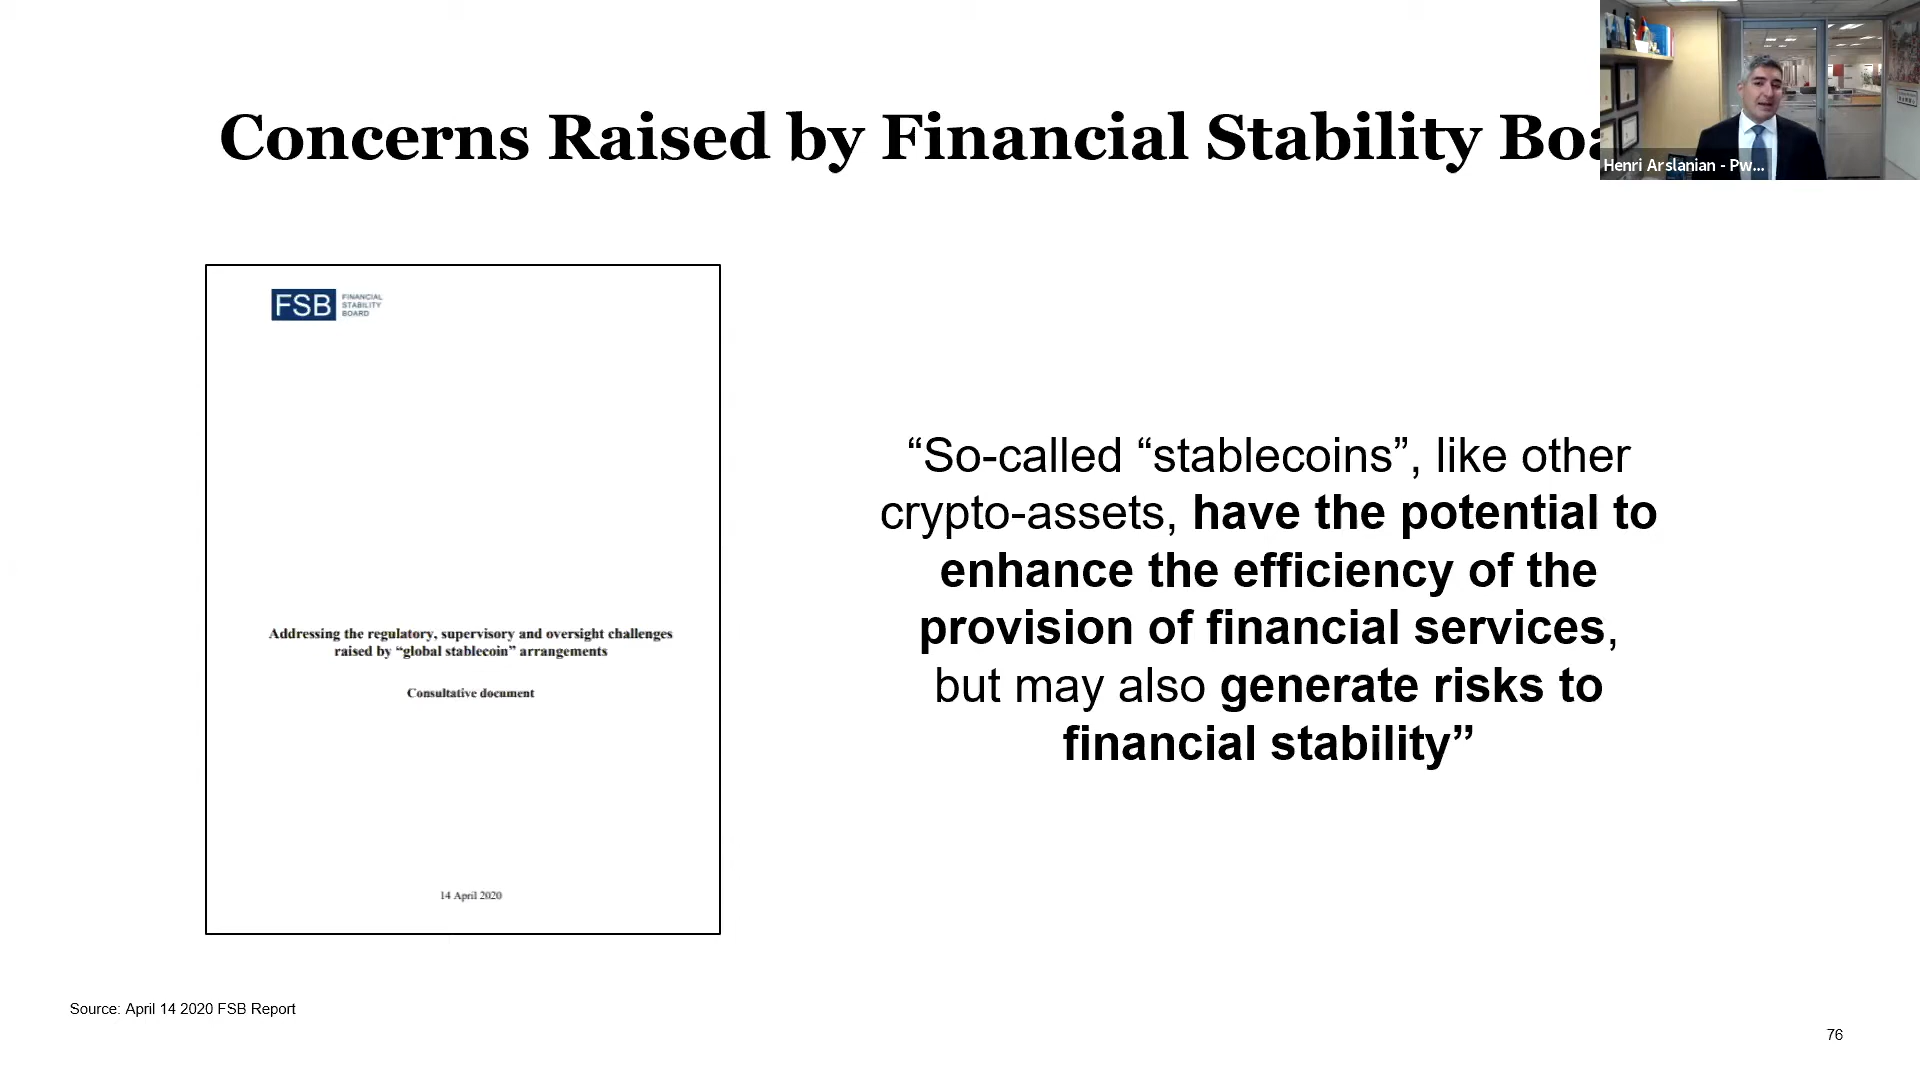 Concerns Raised by Financial Stability Boa
Henri Arslanian - Pw...
FSB
FINANCIAL
STABILITY
BOARD
Addressing the regulatory, supervisory and oversight challenges
raised by “global stablecoin” arrangements
Consultative document
14 April 2020
“So-called “stablecoins”, like other
crypto-assets, have the potential to
enhance the efficiency of the
provision of financial services,
but may also generate risks to
financial stability”
Source: April 14 2020 FSB Report
76